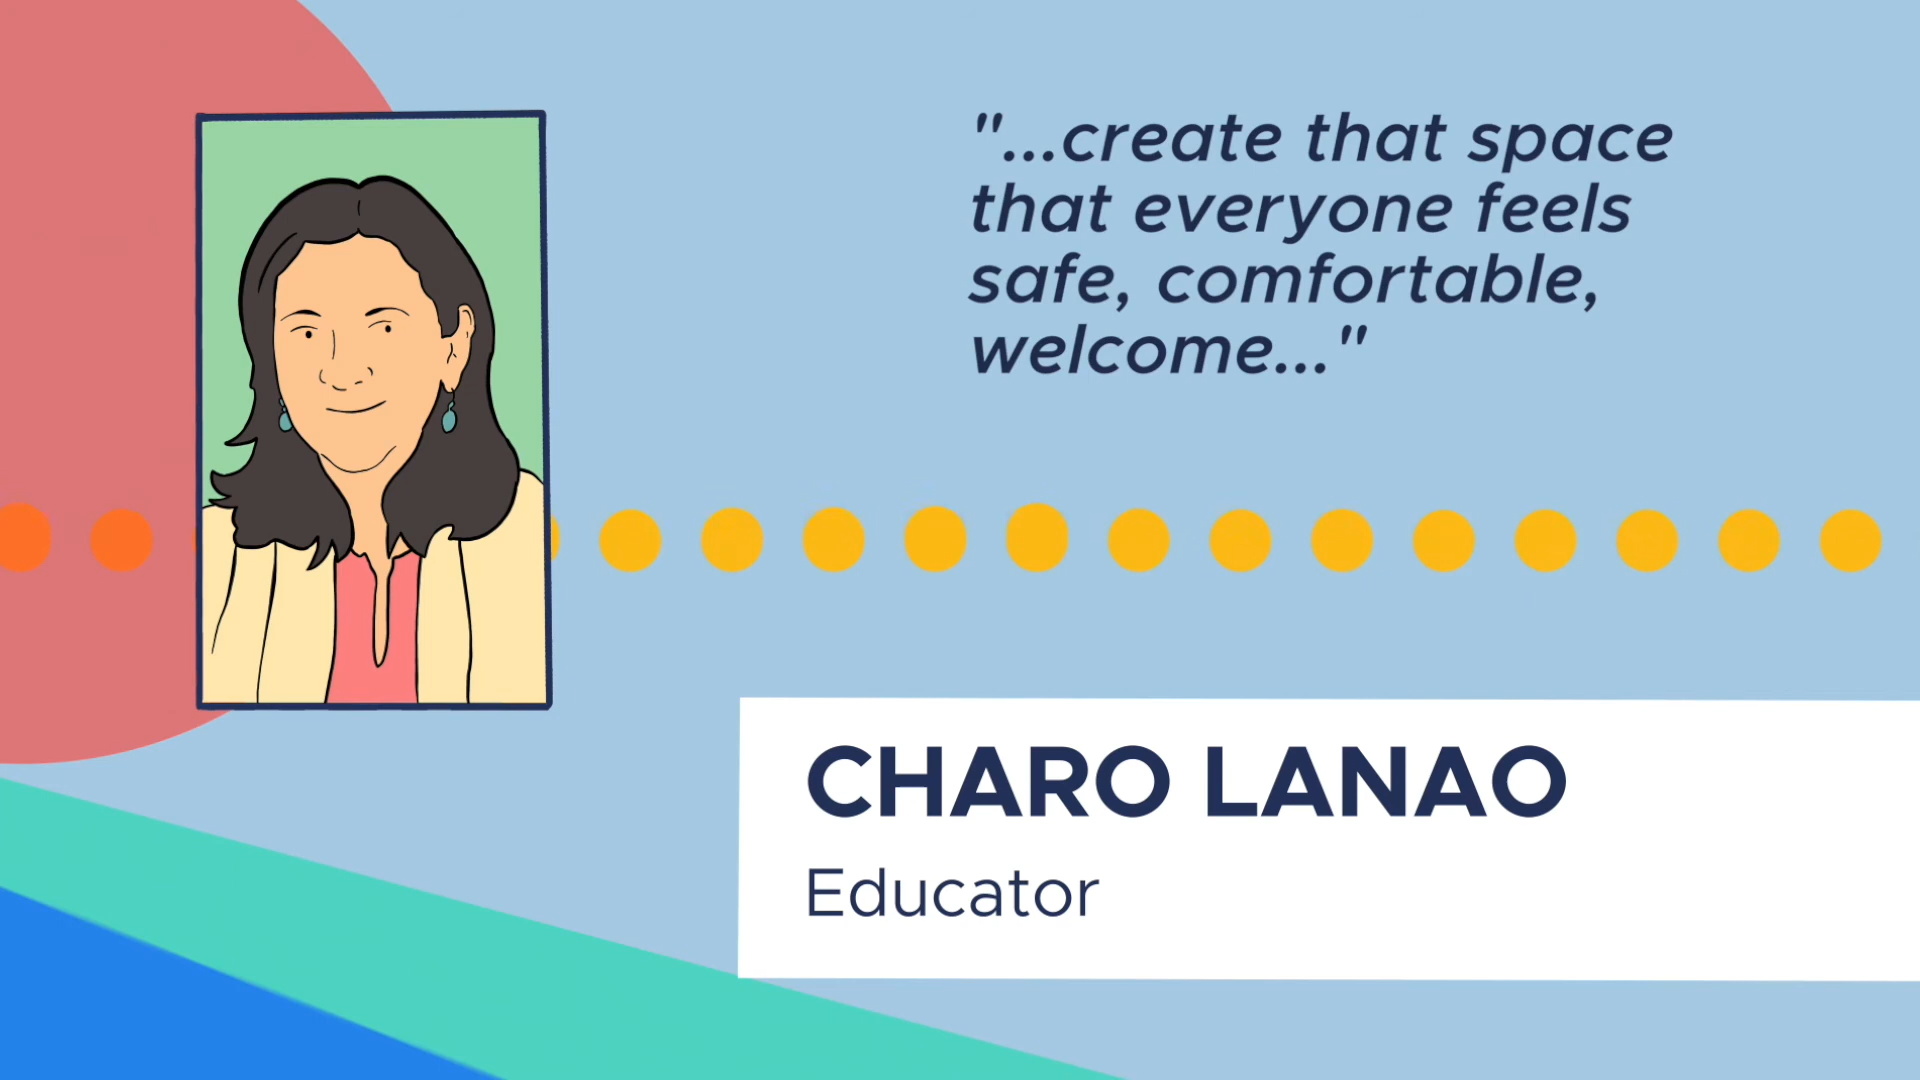 "...create that space
that everyone feels
safe, comfortable,
welcome..."
CHARO LANAO
Educator